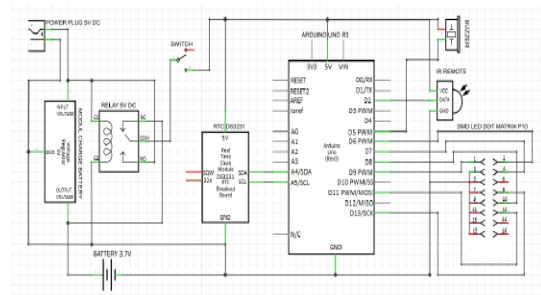 POWER PLUG 5V DC
BUZZER
ARDUINO UNO R3
SWITCH
3V3 5V VIN
IR REMOTE
RELAY 5V DC
RESET
RESET2
AREF
ioref
A0
A1
A2
A3
A4/SDA
A5/SCL
N/C
GND
D0/RX
D1/TX
D2
D3 PWM
D4
D5 PWM
D6 PWM
D7
D8
D9 PWM
D10 PWM/SS
D11 PWM/MOSI
D12/MISO
D13/SCK
Arduino
Uno
(Rev3)
VCC
DATA
GND
DMD LED DOT MATRIX P10
INPUT
VOLTAGE
GND
OUTPUT
VOLTAGE
MODUL CHARGE BATTERY
NC
COM
NO
RTC DS3231
5V
Real
Time
Clock
Module
DS3231
RTC
Breakout
Board
SQW
32K
SDA
SCL
GND
BATTERY 3.7V